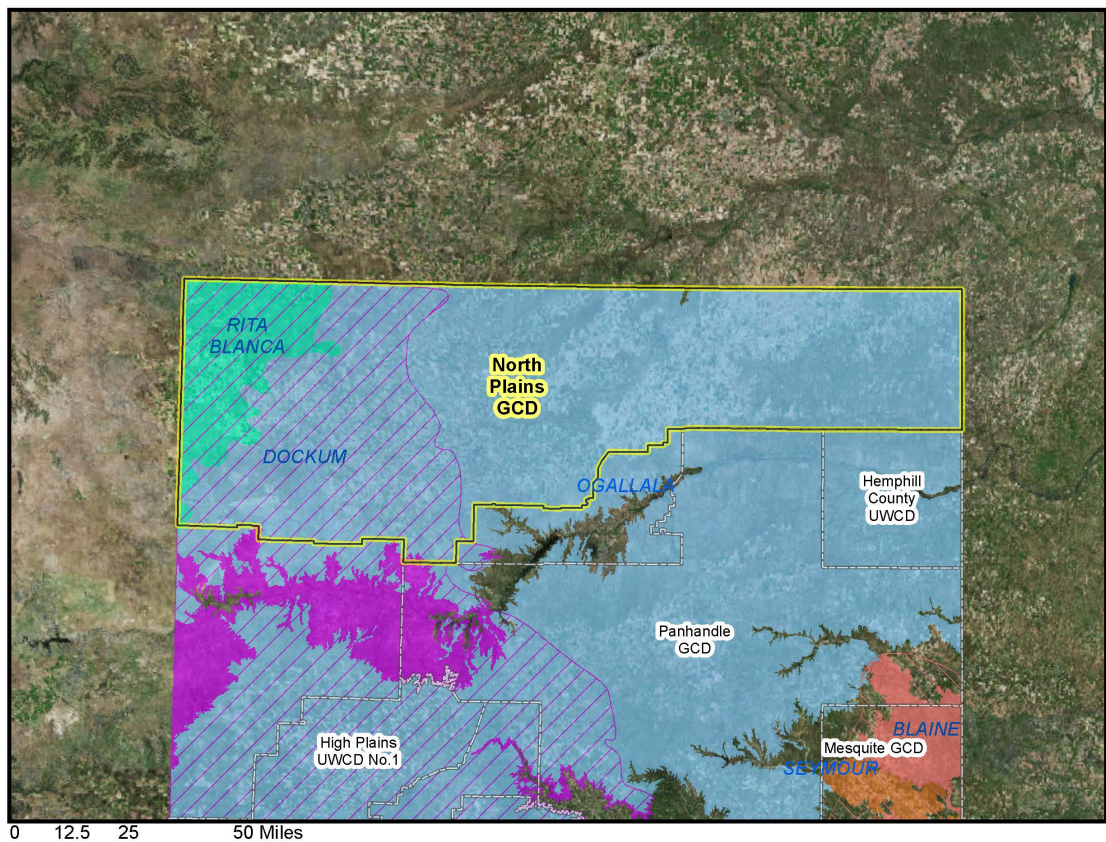 RITA
BLANCA
North
Plains
GCD
DOCKUM
OGALLALA
Hemphill
County
UWCD
Panhandle
GCD
High Plains
UWCD No.1
BLAINE
Mesquite GCD
SEYMOUR
0 12.5 25 50 Miles